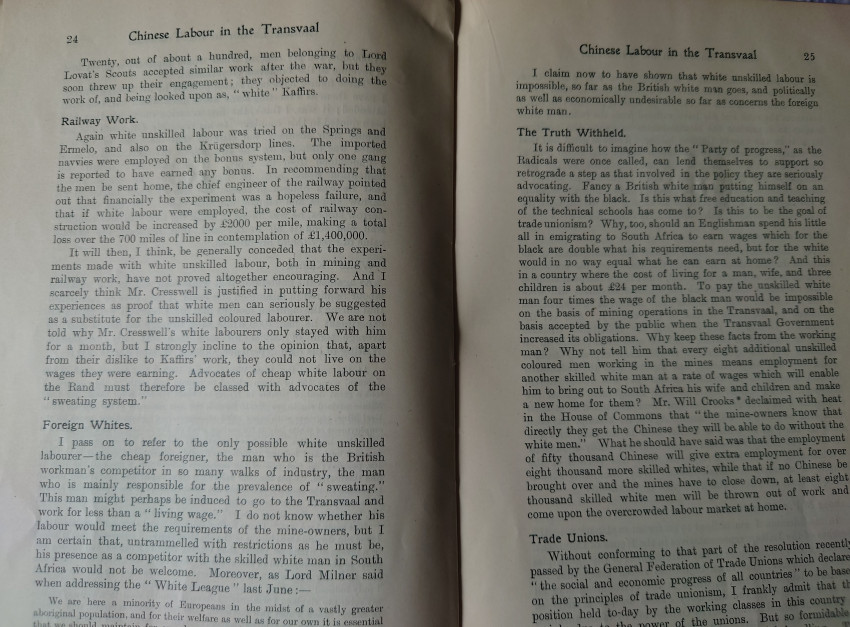 24 Chinese Labour in the Transvaal
Twenty, out of about a hundred, men belonging to Lord
Lovat's Scouts accepted similar work after the war, but they
soon threw up their engagement; they objected to doing the
work of, and being looked upon as, "white" Kaffirs.
Railway Work.
Again white unskilled labour was tried on the Springs and
Ermelo, and also on the Krügersdorp lines. The imported
navvies were employed on the bonus system, but only one gang
is reported to have earned any bonus. In recommending that
the men be sent home, the chief engineer of the railway pointed
out that financially the experiment was a hopeless failure, and
that if white labour were employed, the cost of railway con-
struction would be increased by £2000 per mile, making a total
loss over the 700 miles of line in contemplation of £1,400,000.
It will then, I think, be generally conceded that the experi-
ments made with white unskilled labour, both in mining and
railway work, have not proved altogether encouraging. And I
scarcely think Mr. Cresswell is justified in putting forward his
experiences as proof that white men can seriously be suggested
as a substitute for the unskilled coloured labourer. We are not
told why Mr. Cresswell's white labourers only stayed with him
for a month, but I strongly incline to the opinion that, apart
from their dislike to Kaffirs' work, they could not live on the
wages they were earning. Advocates of cheap white labour on
the Rand must therefore be classed with advocates of the
"sweating system."
Foreign Whites.
I pass on to refer to the only possible white unskilled
labourer—the cheap foreigner, the man who is the British
workman's competitor in so many walks of industry, the man
who is mainly responsible for the prevalence of "sweating."
This man might perhaps be induced to go to the Transvaal and
work for less than a "living wage." I do not know whether his
labour would meet the requirements of the mine-owners, but I
am certain that, untrammelled with restrictions as he must be,
his presence as a competitor with the skilled white man in South
Africa would not be welcome. Moreover, as Lord Milner said
when addressing the "White League" last June:—
We are here a minority of Europeans in the midst of a vastly greater
aboriginal population, and for their welfare as well as for our own it is essential
that we should maintain
Chinese Labour in the Transvaal 25
I claim now to have shown that white unskilled labour is
impossible, so far as the British white man goes, and politically
as well as economically undesirable so far as concerns the foreign
white man.
The Truth Withheld.
It is difficult to imagine how the "Party of progress," as the
Radicals were once called, can lend themselves to support so
retrograde a step as that involved in the policy they are seriously
advocating. Fancy a British white man putting himself on an
equality with the black. Is this what free education and teaching
of the technical schools has come to? Is this to be the goal of
trade unionism? Why, too, should an Englishman spend his little
all in emigrating to South Africa to earn wages which for the
black are double what his requirements need, but for the white
would in no way equal what he can earn at home? And this
in a country where the cost of living for a man, wife, and three
children is about £24 per month. To pay the unskilled white
man four times the wage of the black man would be impossible
on the basis of mining operations in the Transvaal, and on the
basis accepted by the public when the Transvaal Government
increased its obligations. Why keep these facts from the working
man? Why not tell him that every eight additional unskilled
coloured men working in the mines means employment for
another skilled white man at a rate of wages which will enable
him to bring out to South Africa his wife and children and make
a new home for them? Mr. Will Crooks* declaimed with heat
in the House of Commons that "the mine-owners know that
directly they get the Chinese they will be able to do without the
white men." What he should have said was that the employment
of fifty thousand Chinese will give extra employment for over
eight thousand more skilled whites, while that if no Chinese be
brought over and the mines have to close down, at least eight
thousand skilled white men will be thrown out of work and
come upon the overcrowded labour market at home.
Trade Unions.
Without conforming to that part of the resolution recently
passed by the General Federation of Trade Unions which declare
"the social and economic progress of all countries" to be base
on the principles of trade unionism, I frankly admit that th
position held to-day by the working classes in this country
the power of the unions. But so formidable